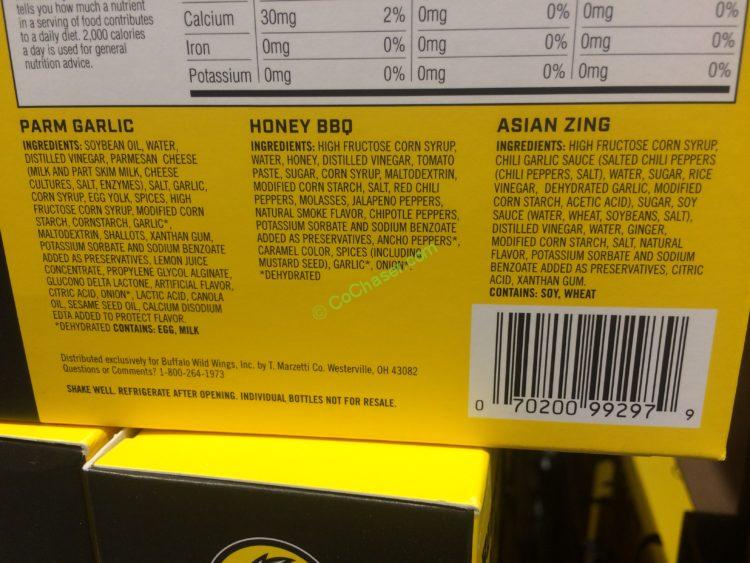 tells you how much a nutrient
in a serving of food contributes
to a daily diet. 2,000 calories
a day is used for general
nutrition advice.
Calcium 30mg 2% 0mg 0% 0mg 0%
Iron 0mg 0% 0mg 0% 0mg 0%
Potassium 0mg 0% 0mg 0% 0mg 0%
PARM GARLIC
INGREDIENTS: SOYBEAN OIL, WATER,
DISTILLED VINEGAR, PARMESAN CHEESE
(MILK AND PART SKIM MILK, CHEESE
CULTURES, SALT, ENZYMES), SALT, GARLIC,
CORN SYRUP, EGG YOLK, SPICES, HIGH
FRUCTOSE CORN SYRUP, MODIFIED CORN
STARCH, CORNSTARCH, GARLIC*,
MALTODEXTRIN, SHALLOTS, XANTHAN GUM,
POTASSIUM SORBATE AND SODIUM BENZOATE
ADDED AS PRESERVATIVES, LEMON JUICE
CONCENTRATE, PROPYLENE GLYCOL ALGINATE,
GLUCONO DELTA LACTONE, ARTIFICIAL FLAVOR,
CITRIC ACID, ONION*, LACTIC ACID, CANOLA
OIL, SESAME SEED OIL, CALCIUM DISODIUM
EDTA ADDED TO PROTECT FLAVOR.
*DEHYDRATED CONTAINS: EGG, MILK
HONEY BBQ
INGREDIENTS: HIGH FRUCTOSE CORN SYRUP,
WATER, HONEY, DISTILLED VINEGAR, TOMATO
PASTE, SUGAR, CORN SYRUP, MALTODEXTRIN,
MODIFIED CORN STARCH, SALT, RED CHILI
PEPPERS, MOLASSES, JALAPENO PEPPERS,
NATURAL SMOKE FLAVOR, CHIPOTLE PEPPERS,
POTASSIUM SORBATE AND SODIUM BENZOATE
ADDED AS PRESERVATIVES, ANCHO PEPPERS*,
CARAMEL COLOR, SPICES (INCLUDING
MUSTARD SEED), GARLIC*, ONION*.
*DEHYDRATED
ASIAN ZING
INGREDIENTS: HIGH FRUCTOSE CORN SYRUP,
CHILI GARLIC SAUCE (SALTED CHILI PEPPERS
(CHILI PEPPERS, SALT), WATER, SUGAR, RICE
VINEGAR, DEHYDRATED GARLIC, MODIFIED
CORN STARCH, ACETIC ACID), SUGAR, SOY
SAUCE (WATER, WHEAT, SOYBEANS, SALT),
DISTILLED VINEGAR, WATER, GINGER,
MODIFIED CORN STARCH, SALT, NATURAL
FLAVOR, POTASSIUM SORBATE AND SODIUM
BENZOATE ADDED AS PRESERVATIVES, CITRIC
ACID, XANTHAN GUM.
CONTAINS: SOY, WHEAT
© CoChaser.com
Distributed exclusively for Buffalo Wild Wings, Inc. by T. Marzetti Co. Westerville, OH 43082
Questions or Comments? 1-800-264-1973
SHAKE WELL. REFRIGERATE AFTER OPENING. INDIVIDUAL BOTTLES NOT FOR RESALE.
0 70200 99297 9